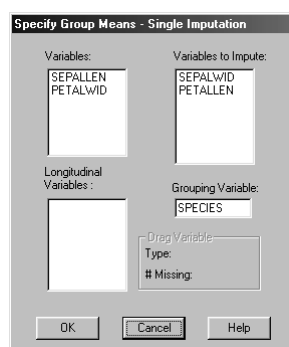 Specify Group Means - Single Imputation
Variables:
SEPALLEN
PETALWID
Variables to Impute:
SEPALWID
PETALLEN
Longitudinal
Variables :
Grouping Variable:
SPECIES
Drag Variable
Type:
# Missing:
OK
Cancel
Help